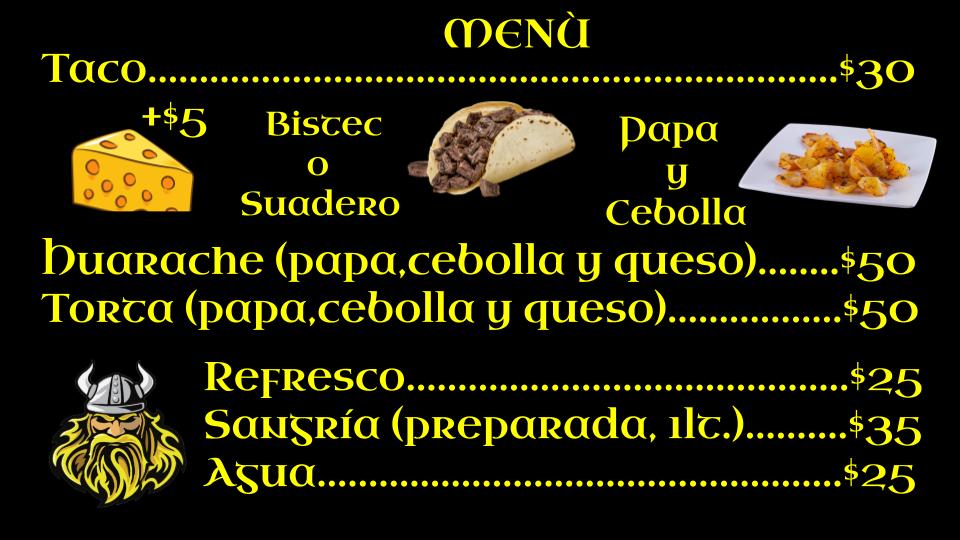 MENÙ
Taco..................................................................$30
+$5
Bistec
o
Suadero
Papa
y
Cebolla
Huarache (papa,cebolla y queso)........$50
Torta (papa,cebolla y queso).................$50
Refresco...........................................$25
Sangría (preparada, 1lt.)..........$35
Agua...................................................$25